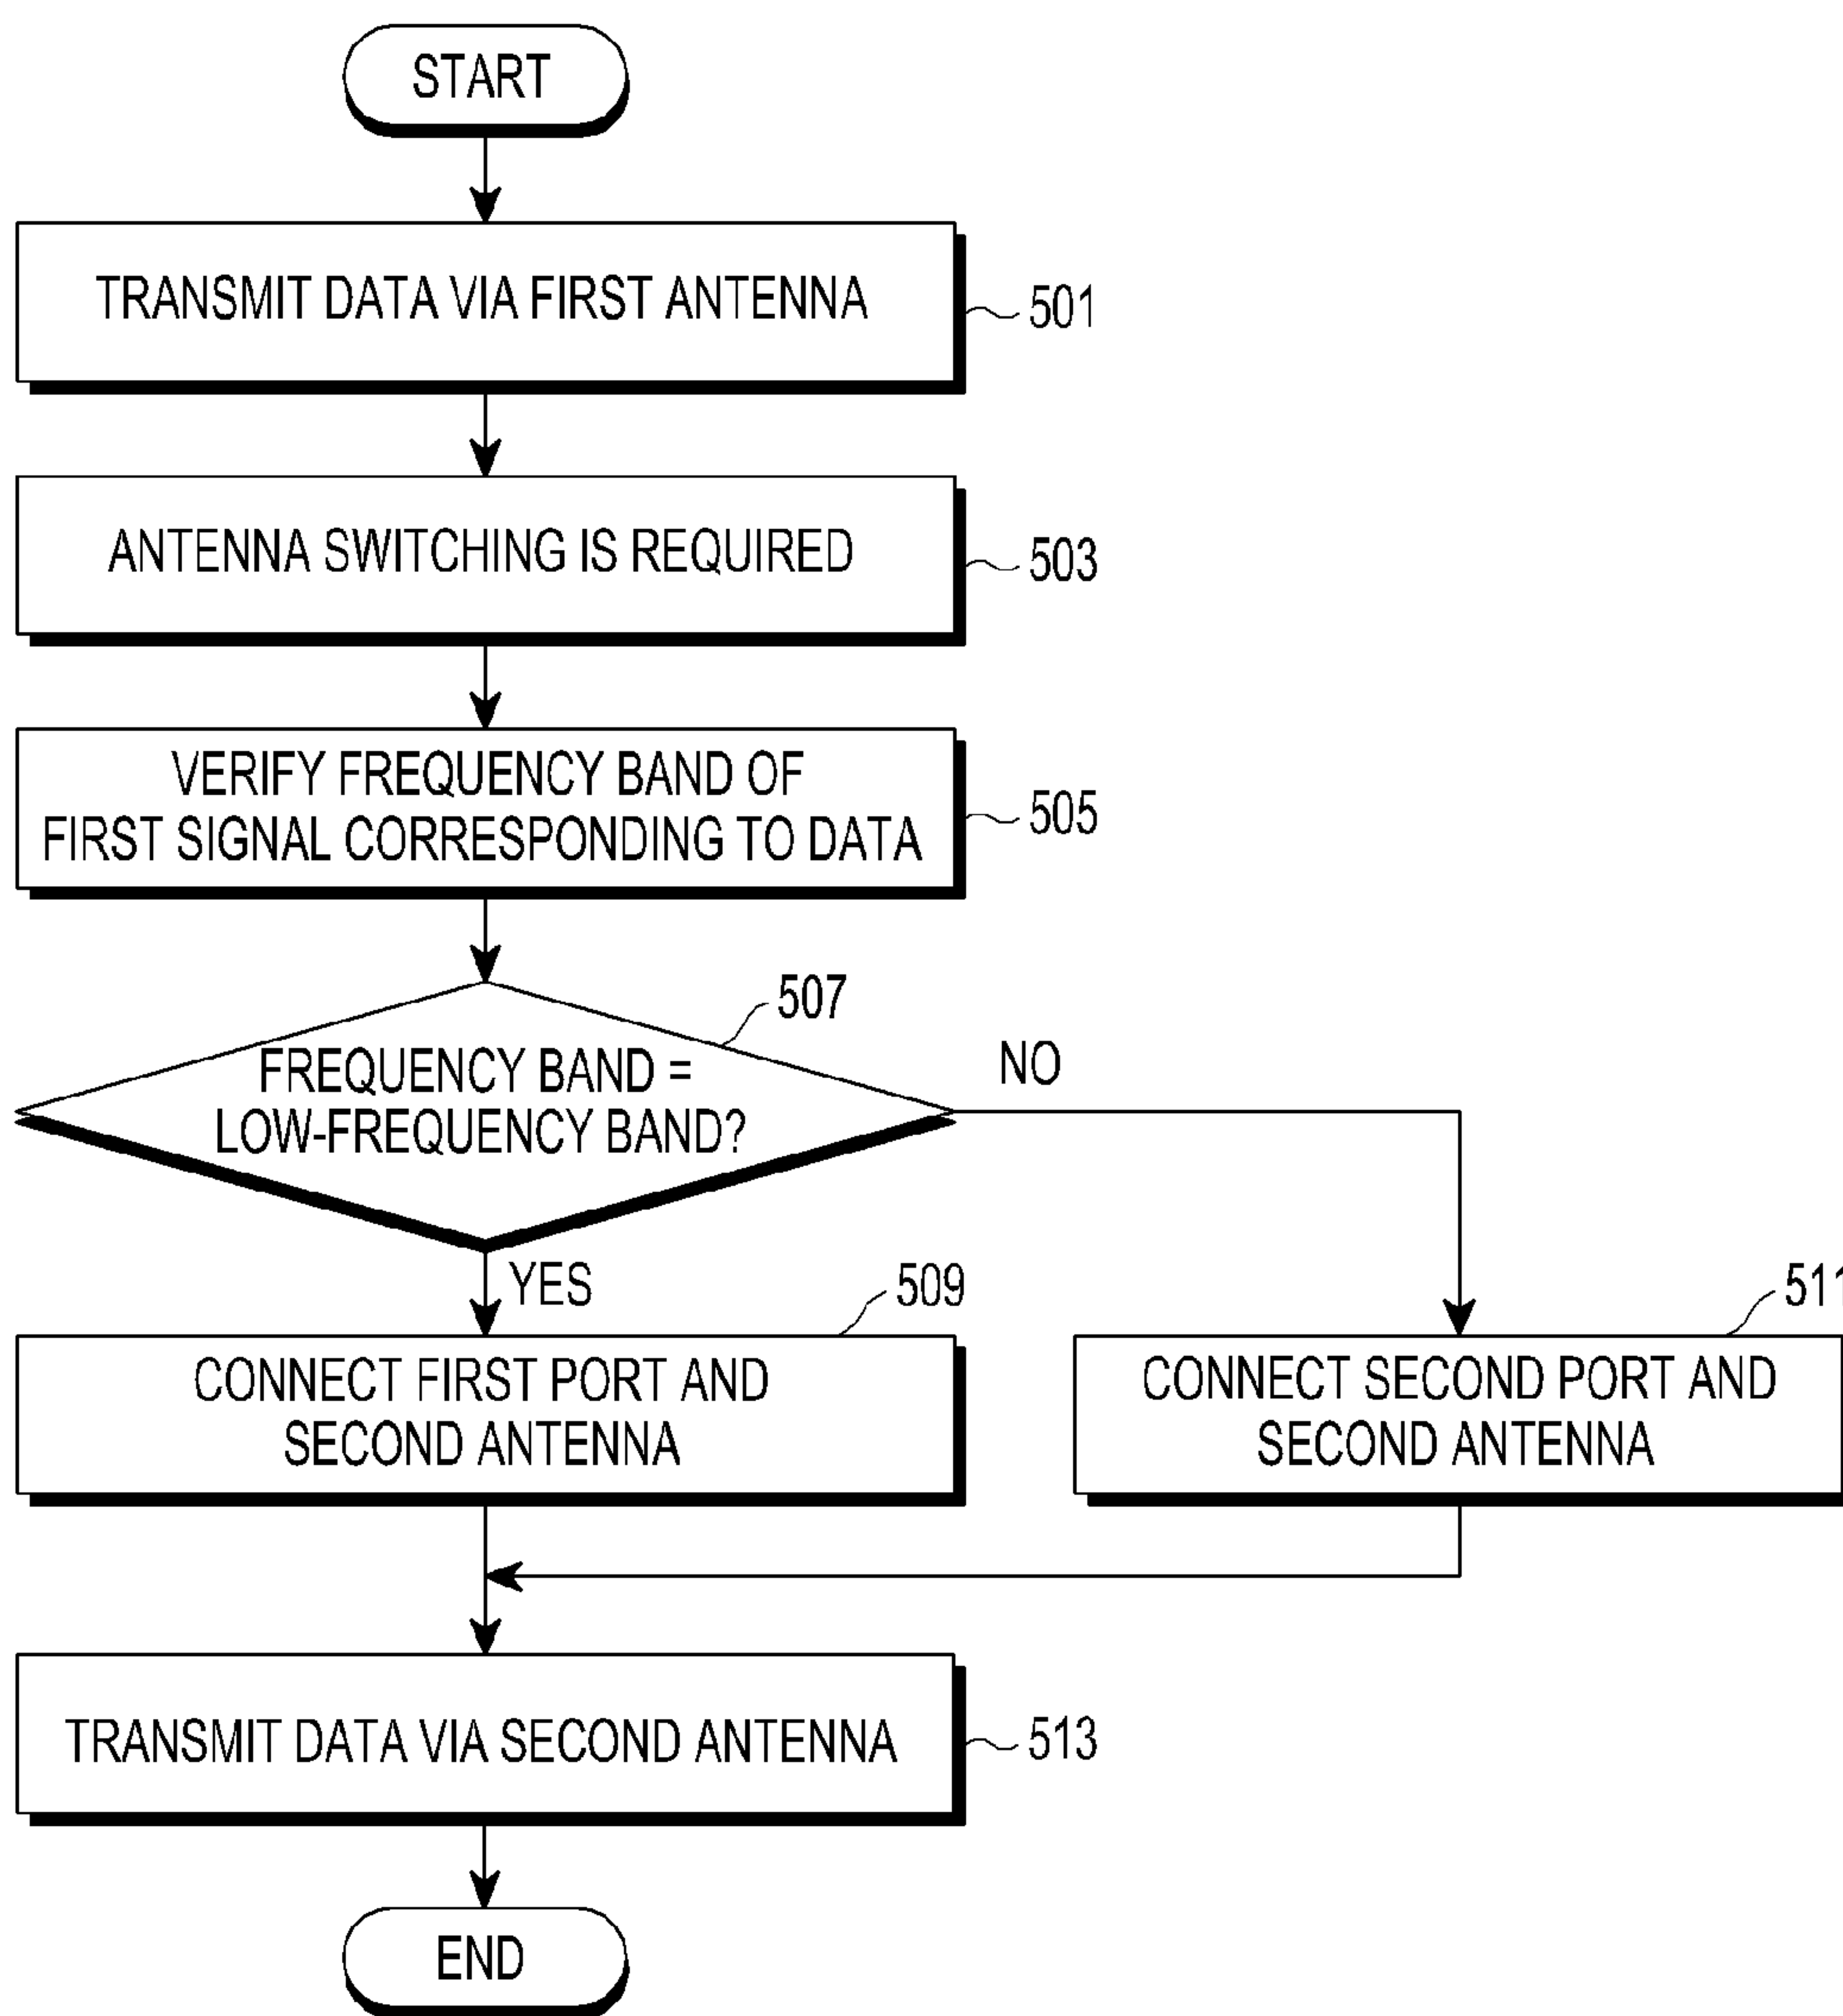 START
TRANSMIT DATA VIA FIRST ANTENNA
501
ANTENNA SWITCHING IS REQUIRED
503
VERIFY FREQUENCY BAND OF
FIRST SIGNAL CORRESPONDING TO DATA
505
507
FREQUENCY BAND =
LOW-FREQUENCY BAND?
NO
YES
509
CONNECT FIRST PORT AND
SECOND ANTENNA
511
CONNECT SECOND PORT AND
SECOND ANTENNA
TRANSMIT DATA VIA SECOND ANTENNA
513
END